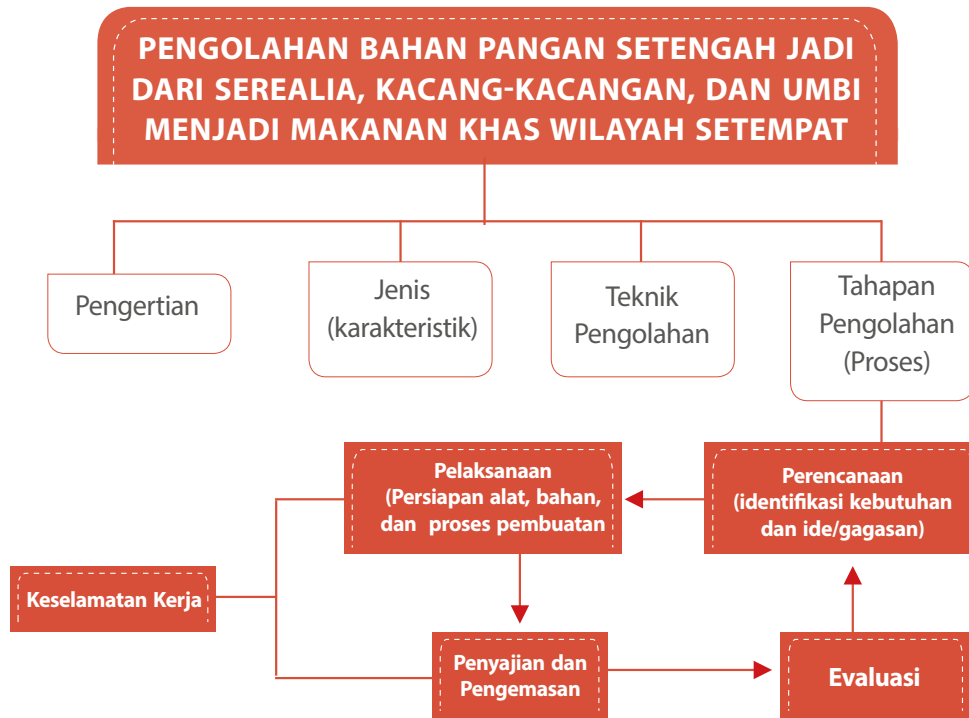 PENGOLAHAN BAHAN PANGAN SETENGAH JADI
DARI SEREALIA, KACANG-KACANGAN, DAN UMBI
MENJADI MAKANAN KHAS WILAYAH SETEMPAT
Pengertian
Jenis
(karakteristik)
Teknik
Pengolahan
Tahapan
Pengolahan
(Proses)
Pelaksanaan
(Persiapan alat, bahan,
dan proses pembuatan
Perencanaan
(identifikasi kebutuhan
dan ide/gagasan)
Keselamatan Kerja
Penyajian dan
Pengemasan
Evaluasi